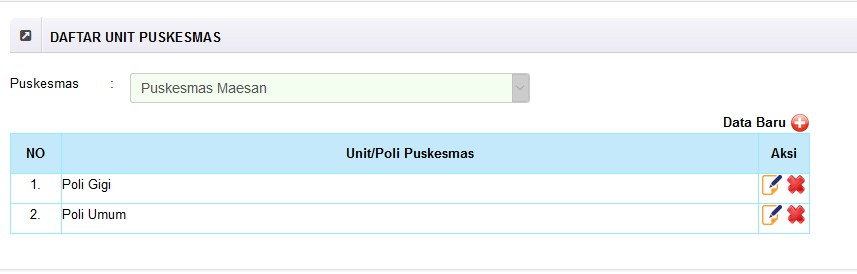 DAFTAR UNIT PUSKESMAS
Puskesmas : Puskesmas Maesan
Data Baru
NO Unit/Poli Puskesmas Aksi
1. Poli Gigi
2. Poli Umum